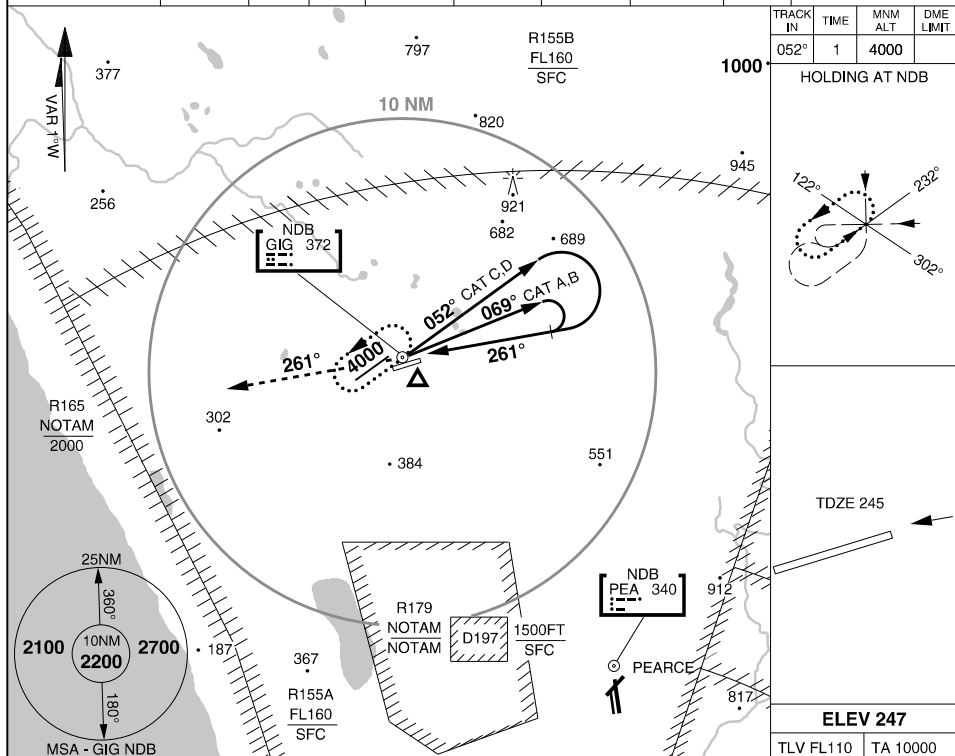 TRACK IN
TIME
MNM ALT
DME LIMIT
052°
1
4000
HOLDING AT NDB
122°
232°
302°
797
R155B
FL160
SFC
1000
377
VAR 1°W
10 NM
820
945
256
921
682
NDB
GIG 372
689
052° CAT C,D
069° CAT A,B
261°
4000
261°
R165
NOTAM
2000
302
384
551
TDZE 245
25NM
360°
10NM
2100
2200
2700
180°
MSA - GIG NDB
187
367
R155A
FL160
SFC
R179
NOTAM
NOTAM
D197
1500FT
SFC
NDB
PEA 340
912
PEARCE
817
ELEV 247
TLV FL110
TA 10000